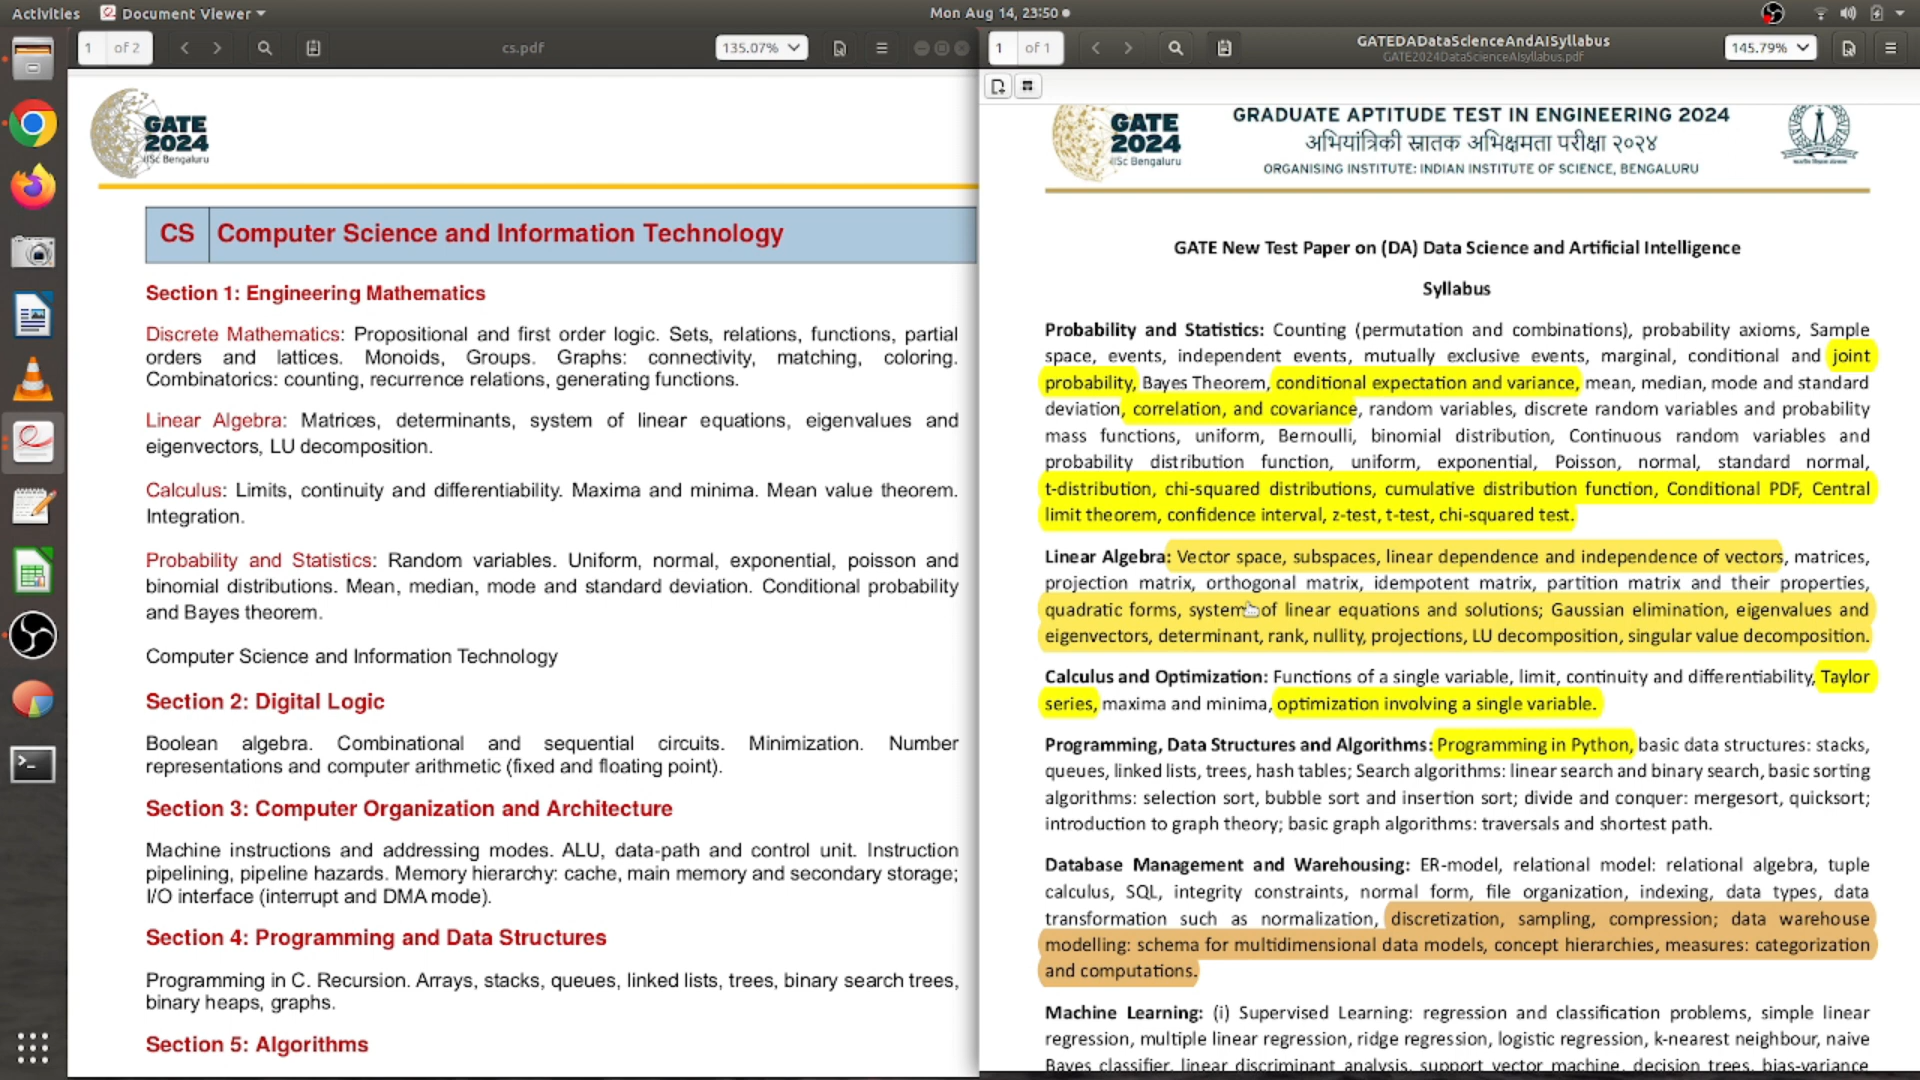 Activities
Document Viewer
Mon Aug 14, 23:50
1 of 2
cs.pdf
135.07%
GATE
2024
IISc Bengaluru
CS Computer Science and Information Technology
Section 1: Engineering Mathematics
Discrete Mathematics: Propositional and first order logic. Sets, relations, functions, partial
orders and lattices. Monoids, Groups. Graphs: connectivity, matching, coloring.
Combinatorics: counting, recurrence relations, generating functions.
Linear Algebra: Matrices, determinants, system of linear equations, eigenvalues and
eigenvectors, LU decomposition.
Calculus: Limits, continuity and differentiability. Maxima and minima. Mean value theorem.
Integration.
Probability and Statistics: Random variables. Uniform, normal, exponential, poisson and
binomial distributions. Mean, median, mode and standard deviation. Conditional probability
and Bayes theorem.
Computer Science and Information Technology
Section 2: Digital Logic
Boolean algebra. Combinational and sequential circuits. Minimization. Number
representations and computer arithmetic (fixed and floating point).
Section 3: Computer Organization and Architecture
Machine instructions and addressing modes. ALU, data-path and control unit. Instruction
pipelining, pipeline hazards. Memory hierarchy: cache, main memory and secondary storage;
I/O interface (interrupt and DMA mode).
Section 4: Programming and Data Structures
Programming in C. Recursion. Arrays, stacks, queues, linked lists, trees, binary search trees,
binary heaps, graphs.
Section 5: Algorithms
1 of 1
GATEDADataScienceAndAISyllabus
GATE2024DataScienceAIsyllabus.pdf
145.79%
GATE
2024
IISc Bengaluru
GRADUATE APTITUDE TEST IN ENGINEERING 2024
अभियांत्रिकी स्नातक अभिक्षमता परीक्षा २०२४
ORGANISING INSTITUTE: INDIAN INSTITUTE OF SCIENCE, BENGALURU
GATE New Test Paper on (DA) Data Science and Artificial Intelligence
Syllabus
Probability and Statistics: Counting (permutation and combinations), probability axioms, Sample
space, events, independent events, mutually exclusive events, marginal, conditional and joint
probability, Bayes Theorem, conditional expectation and variance, mean, median, mode and standard
deviation, correlation, and covariance, random variables, discrete random variables and probability
mass functions, uniform, Bernoulli, binomial distribution, Continuous random variables and
probability distribution function, uniform, exponential, Poisson, normal, standard normal,
t-distribution, chi-squared distributions, cumulative distribution function, Conditional PDF, Central
limit theorem, confidence interval, z-test, t-test, chi-squared test.
Linear Algebra: Vector space, subspaces, linear dependence and independence of vectors, matrices,
projection matrix, orthogonal matrix, idempotent matrix, partition matrix and their properties,
quadratic forms, systems of linear equations and solutions; Gaussian elimination, eigenvalues and
eigenvectors, determinant, rank, nullity, projections, LU decomposition, singular value decomposition.
Calculus and Optimization: Functions of a single variable, limit, continuity and differentiability, Taylor
series, maxima and minima, optimization involving a single variable.
Programming, Data Structures and Algorithms: Programming in Python, basic data structures: stacks,
queues, linked lists, trees, hash tables; Search algorithms: linear search and binary search, basic sorting
algorithms: selection sort, bubble sort and insertion sort; divide and conquer: mergesort, quicksort;
introduction to graph theory; basic graph algorithms: traversals and shortest path.
Database Management and Warehousing: ER-model, relational model: relational algebra, tuple
calculus, SQL, integrity constraints, normal form, file organization, indexing, data types, data
transformation such as normalization, discretization, sampling, compression; data warehouse
modelling: schema for multidimensional data models, concept hierarchies, measures: categorization
and computations.
Machine Learning: (i) Supervised Learning: regression and classification problems, simple linear
regression, multiple linear regression, ridge regression, logistic regression, k-nearest neighbour, naive
Bayes classifier, linear discriminant analysis, support vector machine, decision trees, bias-variance